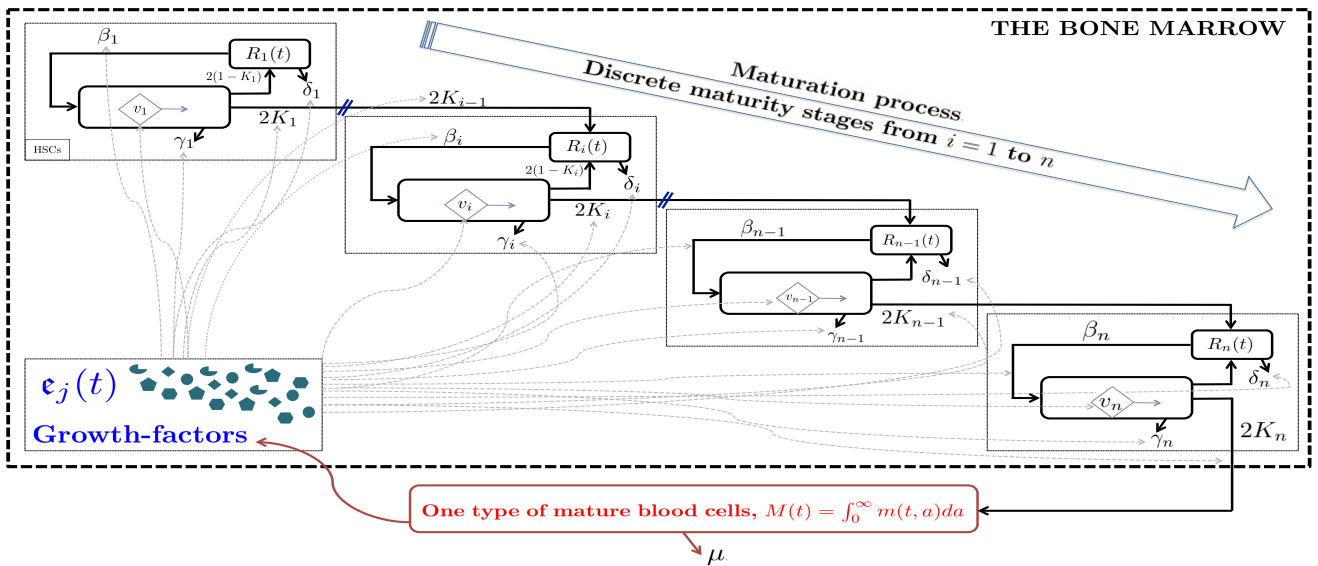 THE BONE MARROW
Maturation process
Discrete maturity stages from i = 1 to n
β₁
R₁(t)
2(1 − K₁)
δ₁
v₁
2K₁
γ₁
HSCs
2Kᵢ₋₁
βᵢ
Rᵢ(t)
2(1 − Kᵢ)
δᵢ
vᵢ
2Kᵢ
γᵢ
βₙ₋₁
Rₙ₋₁(t)
δₙ₋₁
vₙ₋₁
2Kₙ₋₁
γₙ₋₁
βₙ
Rₙ(t)
δₙ
vₙ
2Kₙ
γₙ
𝔢ⱼ(t)
Growth-factors
One type of mature blood cells, M(t) = ∫₀^∞ m(t, a)da
μ